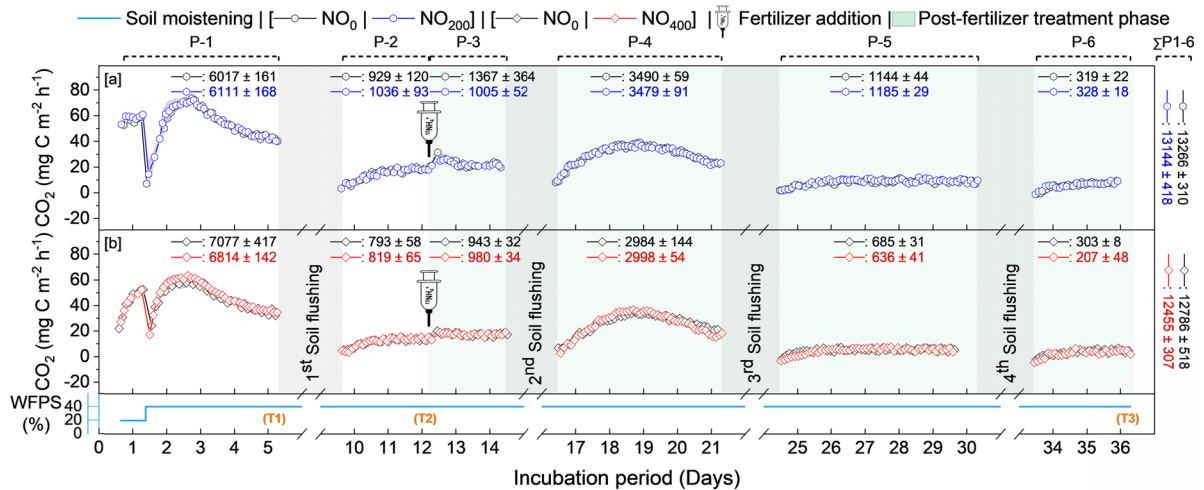 Soil moistening | [ NO₀ | NO₂₀₀] | [ NO₀ | NO₄₀₀] | Fertilizer addition | Post-fertilizer treatment phase
P-1 P-2 P-3 P-4 P-5 P-6 ΣP1-6
[a]
CO₂ (mg C m⁻² h⁻¹)
80
60
40
20
0
-20
: 6017 ± 161 : 929 ± 120 : 1367 ± 364 : 3490 ± 59 : 1144 ± 44 : 319 ± 22
: 6111 ± 168 : 1036 ± 93 : 1005 ± 52 : 3479 ± 91 : 1185 ± 29 : 328 ± 18
: 13144 ± 418
: 13266 ± 310
[b]
CO₂ (mg C m⁻² h⁻¹)
80
60
40
20
0
-20
: 7077 ± 417 : 793 ± 58 : 943 ± 32 : 2984 ± 144 : 685 ± 31 : 303 ± 8
: 6814 ± 142 : 819 ± 65 : 980 ± 34 : 2998 ± 54 : 636 ± 41 : 207 ± 48
: 12455 ± 307
: 12786 ± 518
1st Soil flushing
2nd Soil flushing
3rd Soil flushing
4th Soil flushing
WFPS
(%)
40
20
0
(T1) (T2) (T3)
0 1 2 3 4 5 10 11 12 13 14 17 18 19 20 21 25 26 27 28 29 30 34 35 36
Incubation period (Days)